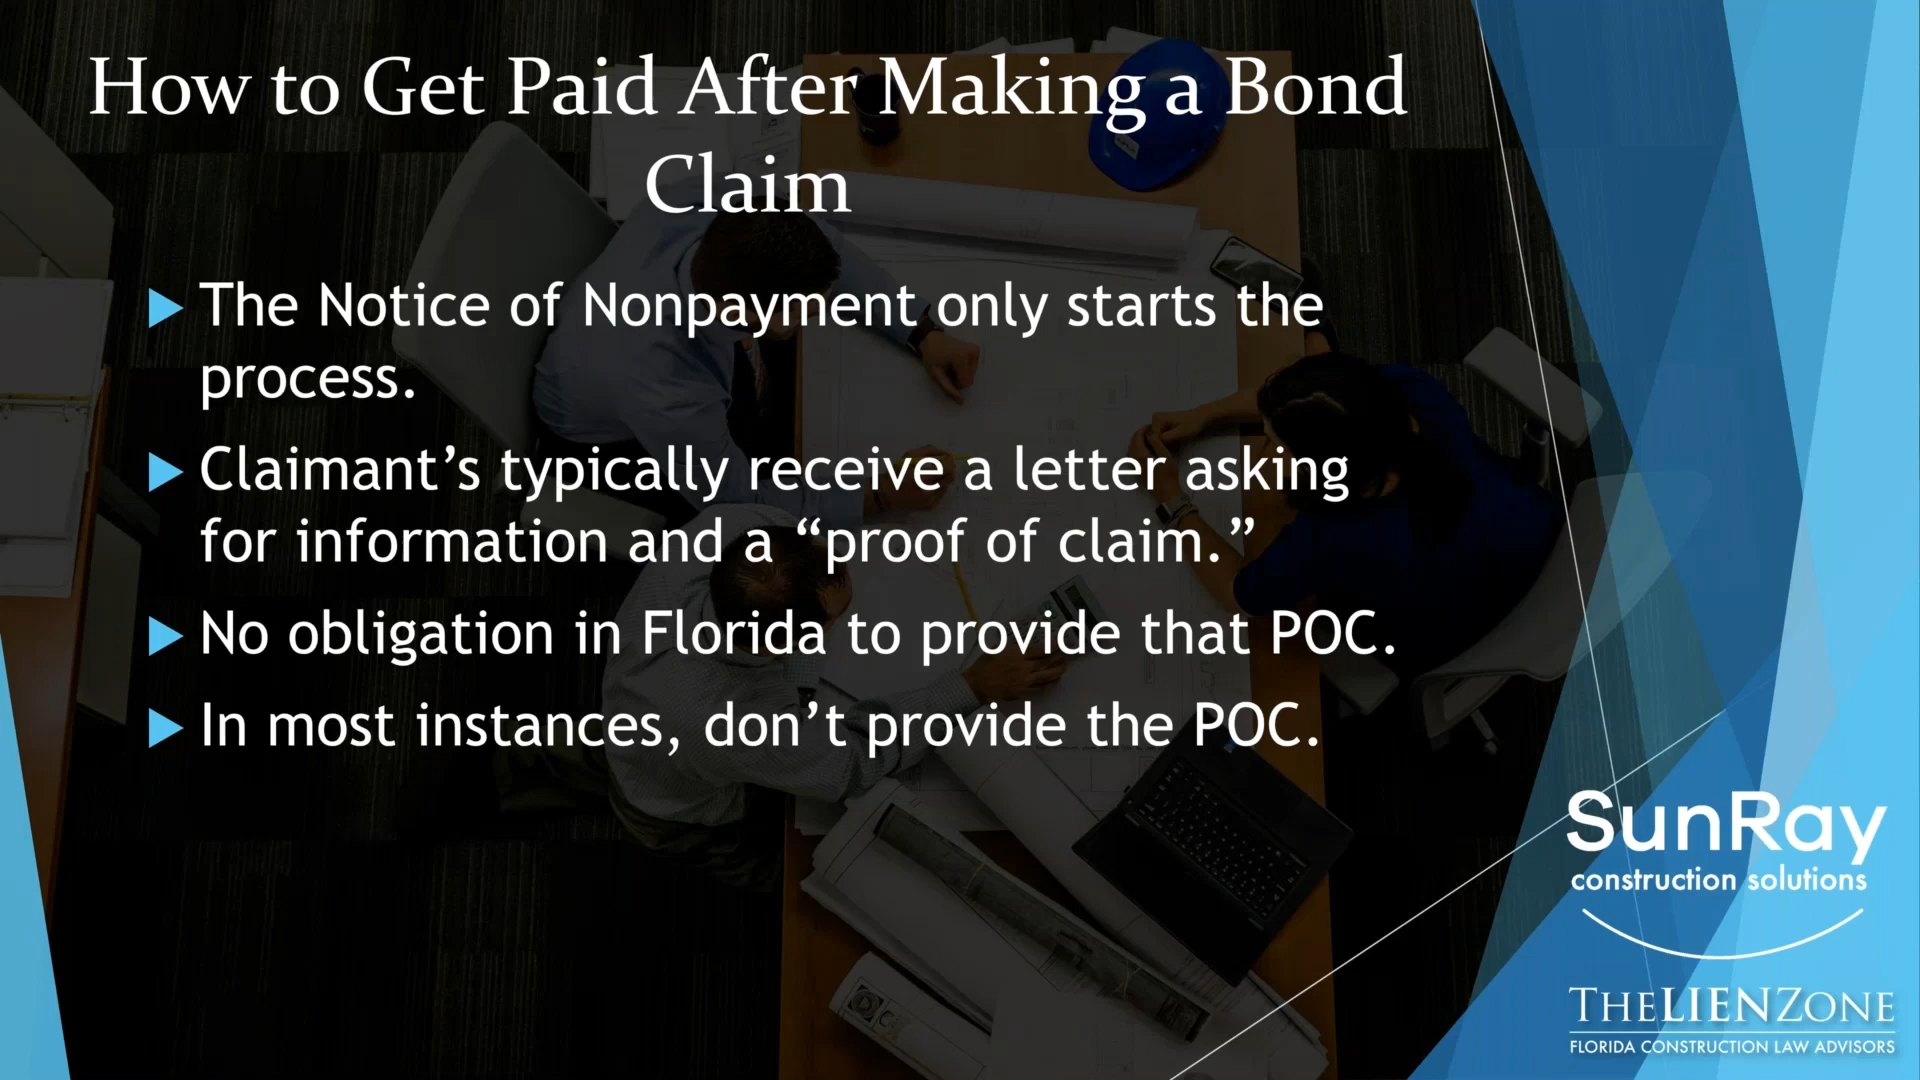 How to Get Paid After Making a Bond
Claim
The Notice of Nonpayment only starts the
process.
Claimant’s typically receive a letter asking
for information and a “proof of claim.”
No obligation in Florida to provide that POC.
In most instances, don’t provide the POC.
SunRay
construction solutions
THELIENZONE
FLORIDA CONSTRUCTION LAW ADVISORS